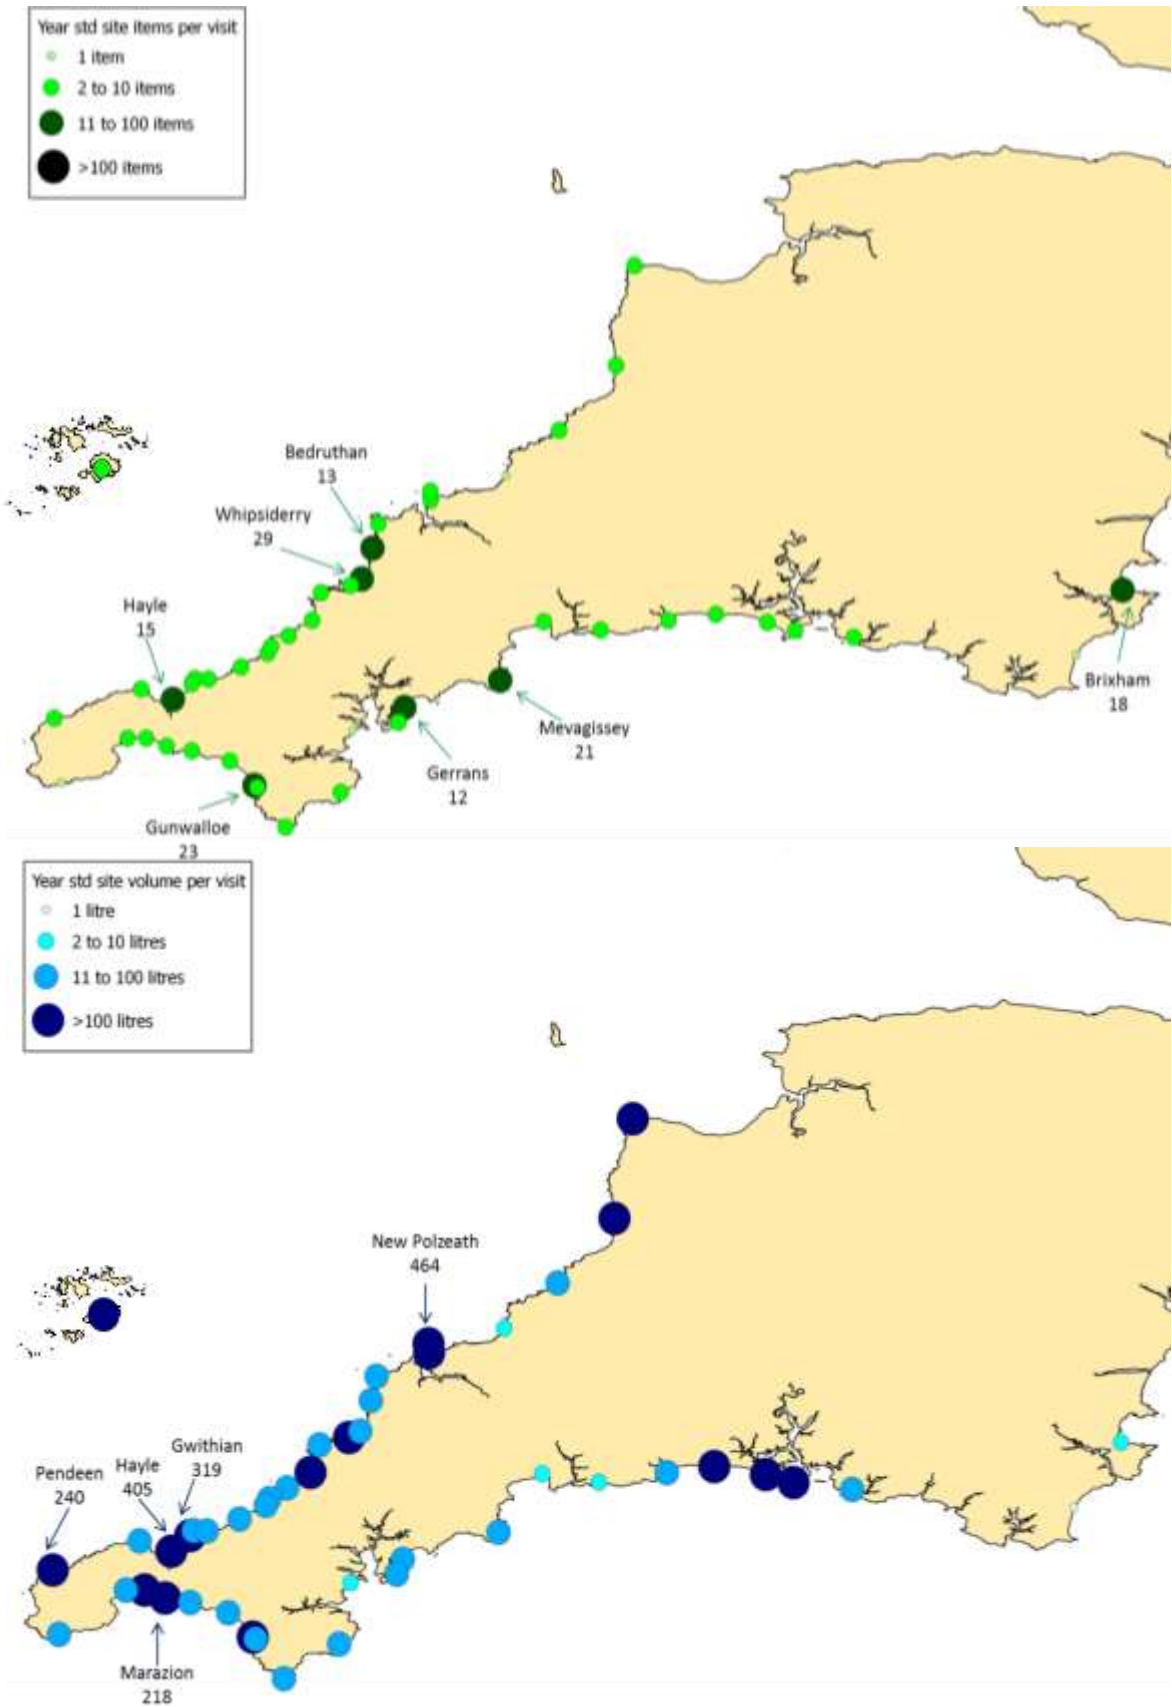 Year std site items per visit
1 item
2 to 10 items
11 to 100 items
>100 items
Bedruthan
13
Whipsiderry
29
Hayle
15
Brixham
18
Mevagissey
21
Gerrans
12
Gunwalloe
23
Year std site volume per visit
1 litre
2 to 10 litres
11 to 100 litres
>100 litres
New Polzeath
464
Gwithian
319
Hayle
405
Pendeen
240
Marazion
218